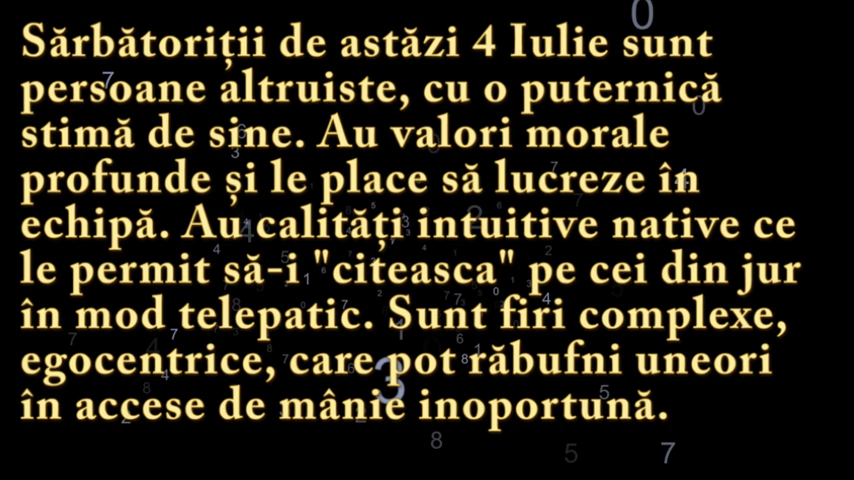 Sărbătoriții de astăzi 4 Iulie sunt
persoane altruiste, cu o puternică
stimă de sine. Au valori morale
profunde și le place să lucreze în
echipă. Au calități intuitive native ce
le permit să-i "citeasca" pe cei din jur
în mod telepatic. Sunt firi complexe,
egocentrice, care pot răbufni uneori
în accese de mânie inoportună.